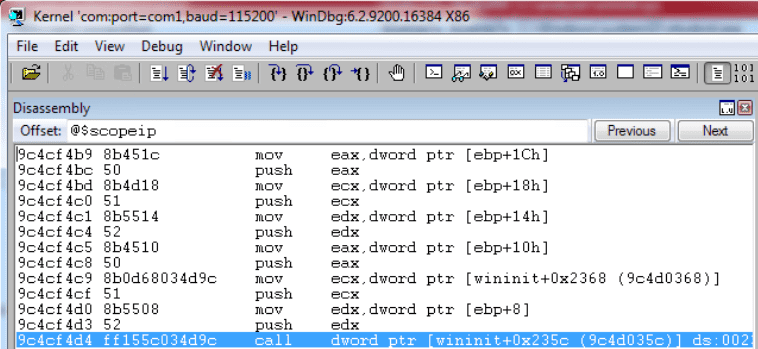 Kernel 'com:port=com1,baud=115200' - WinDbg:6.2.9200.16384 X86
File Edit View Debug Window Help
101
101
Disassembly
Offset: @$scopeip Previous Next
9c4cf4b9 8b451c mov eax,dword ptr [ebp+1Ch]
9c4cf4bc 50 push eax
9c4cf4bd 8b4d18 mov ecx,dword ptr [ebp+18h]
9c4cf4c0 51 push ecx
9c4cf4c1 8b5514 mov edx,dword ptr [ebp+14h]
9c4cf4c4 52 push edx
9c4cf4c5 8b4510 mov eax,dword ptr [ebp+10h]
9c4cf4c8 50 push eax
9c4cf4c9 8b0d68034d9c mov ecx,dword ptr [wininit+0x2368 (9c4d0368)]
9c4cf4cf 51 push ecx
9c4cf4d0 8b5508 mov edx,dword ptr [ebp+8]
9c4cf4d3 52 push edx
9c4cf4d4 ff155c034d9c call dword ptr [wininit+0x235c (9c4d035c)] ds:002